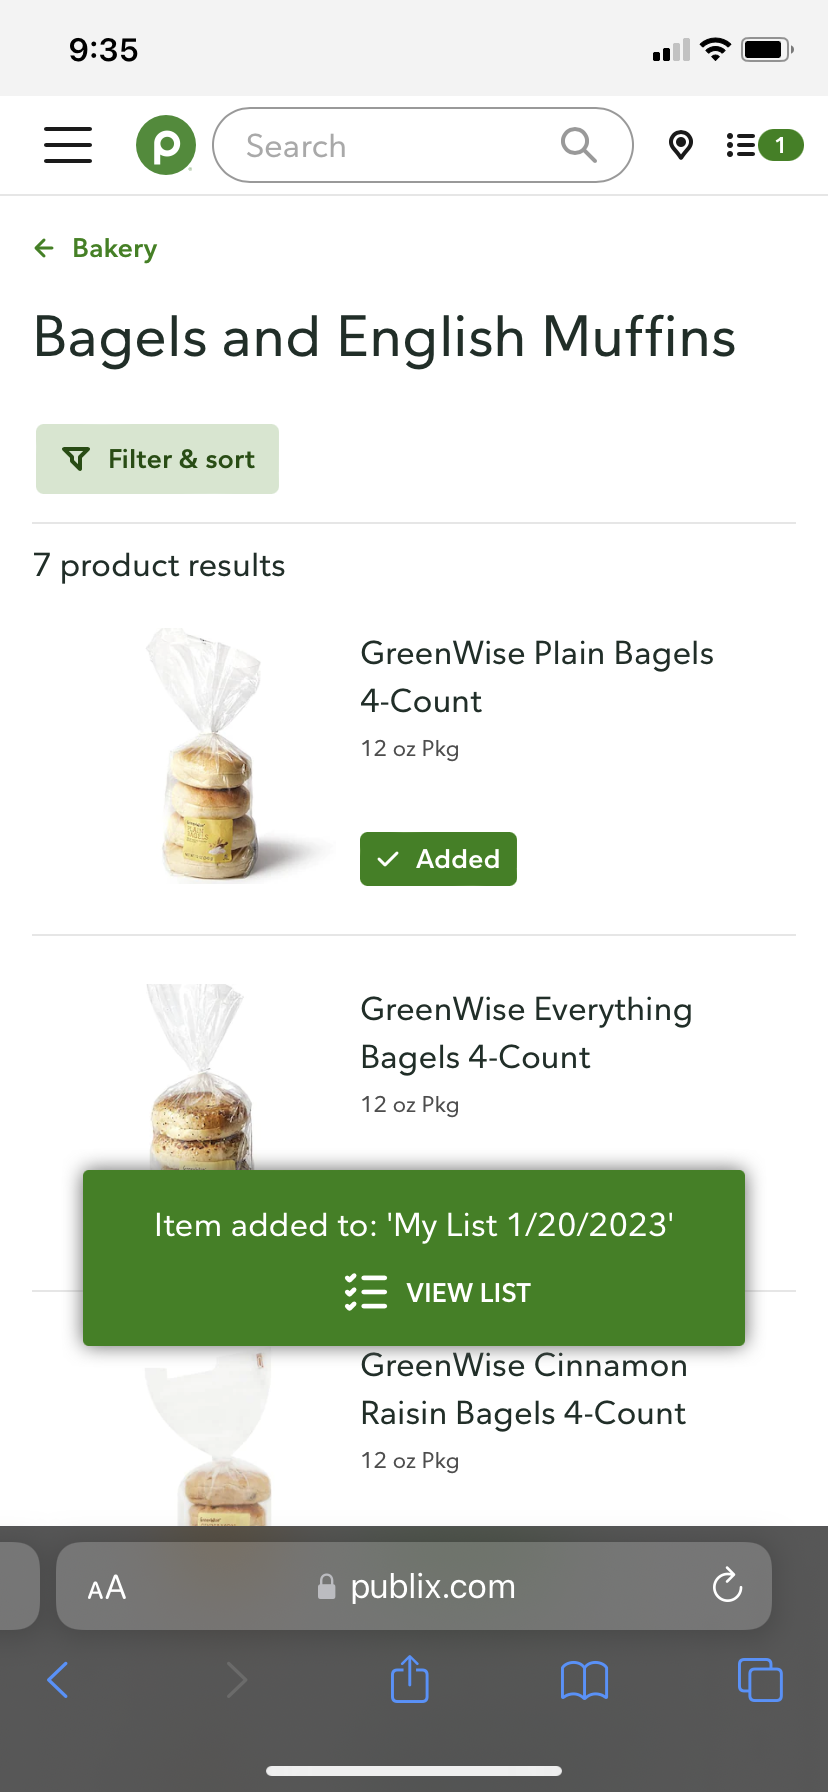 9:35
p
Search
1
Bakery
Bagels and English Muffins
Filter & sort
7 product results
GreenWise Plain Bagels
4-Count
12 oz Pkg
Added
GreenWise Everything
Bagels 4-Count
12 oz Pkg
Item added to: 'My List 1/20/2023'
VIEW LIST
GreenWise Cinnamon
Raisin Bagels 4-Count
12 oz Pkg
AA
publix.com